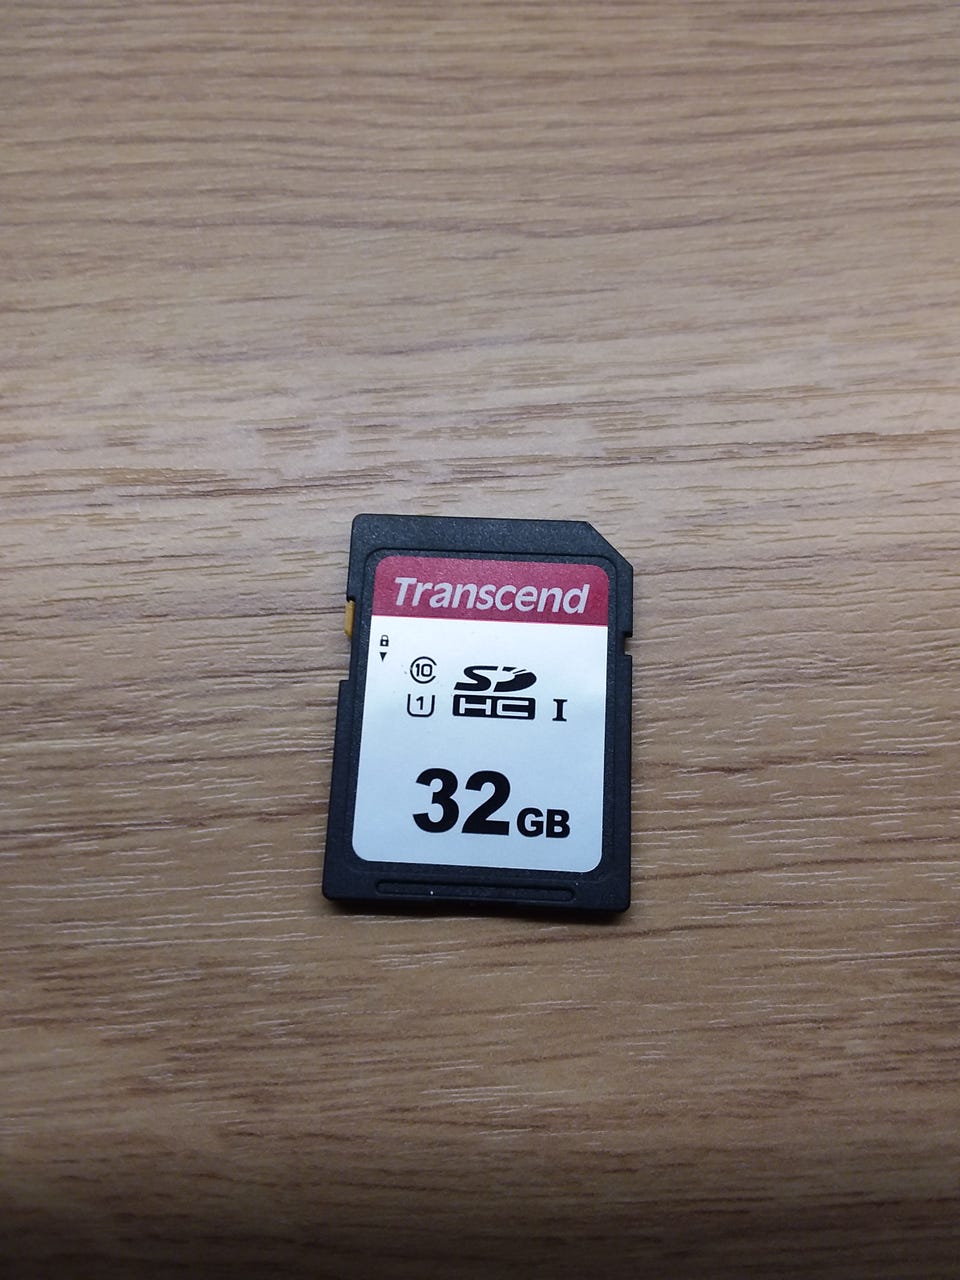 Transcend
10
1
SD
HC I
32GB